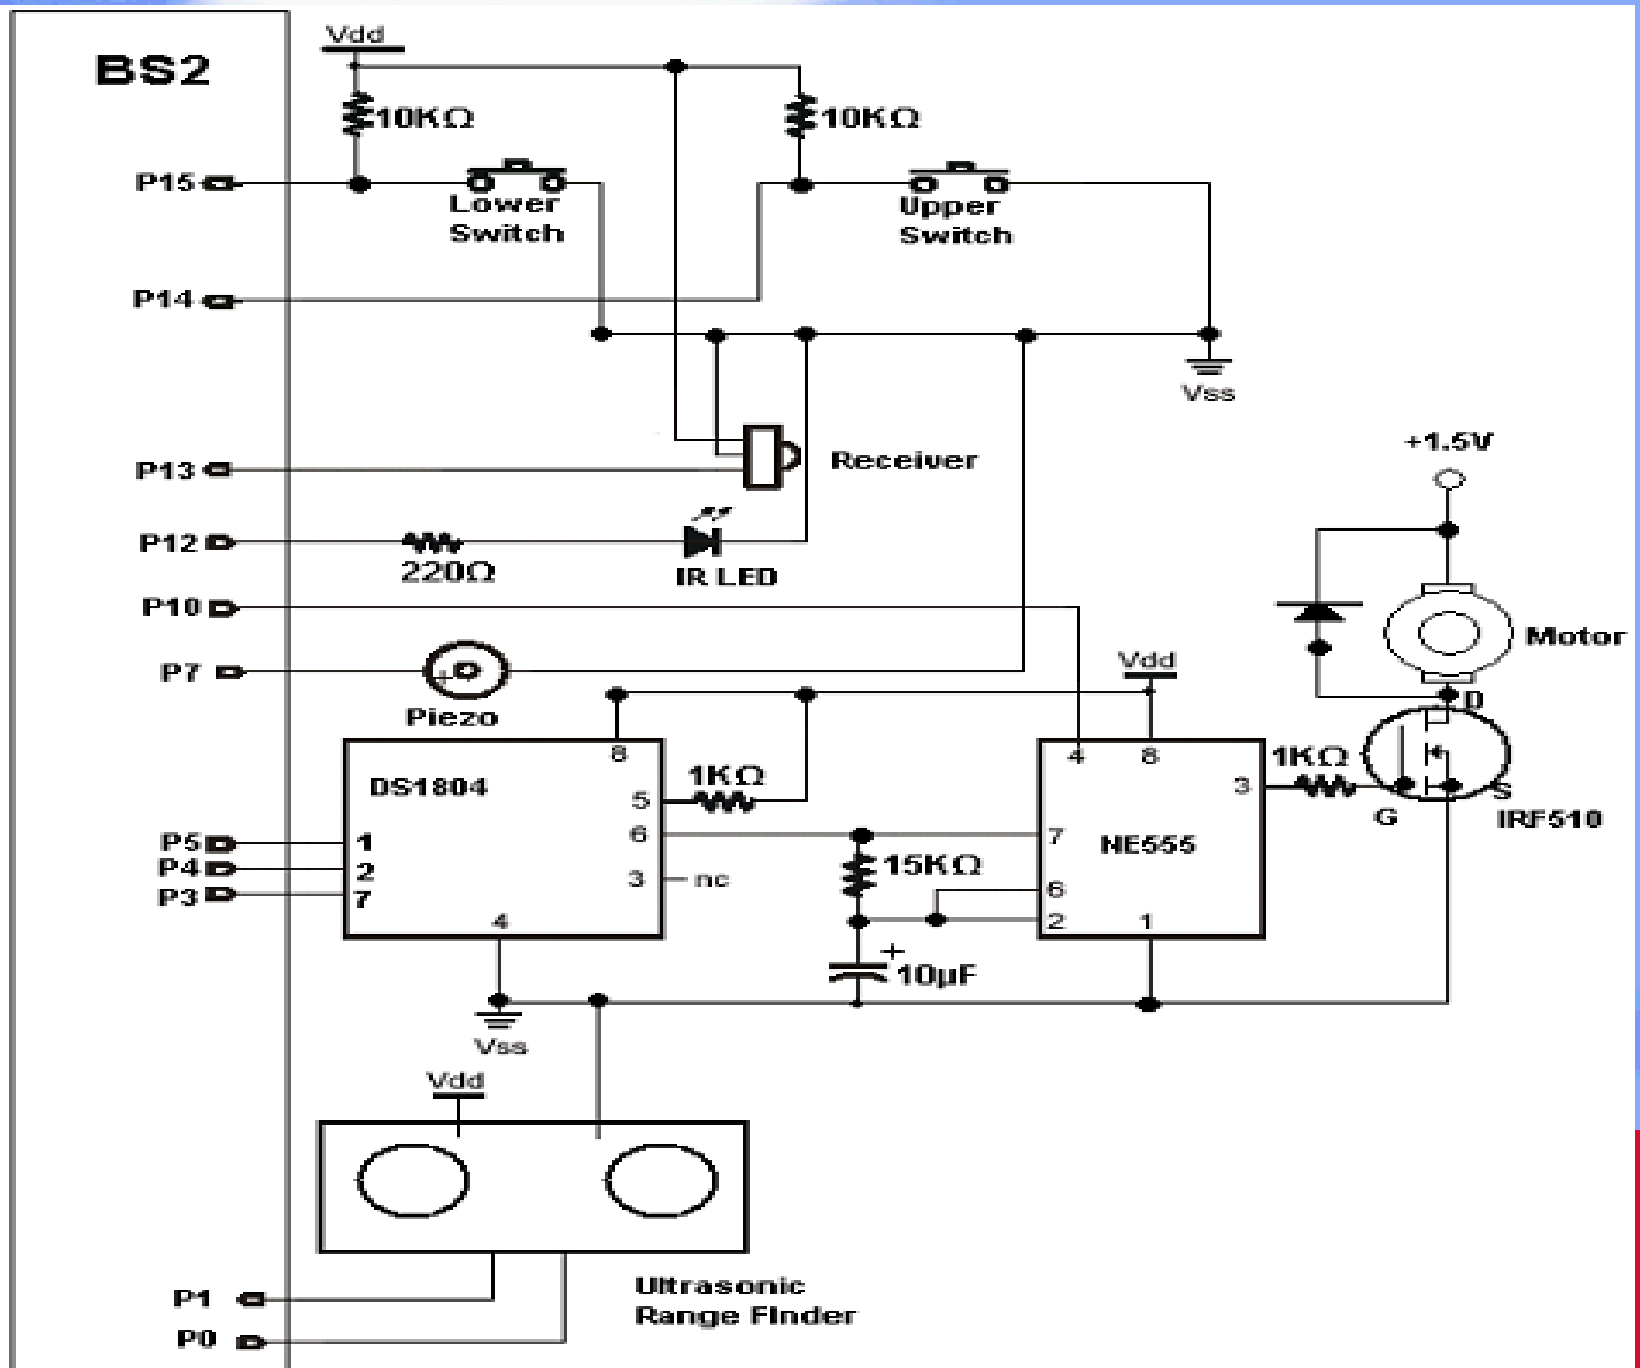 BS2
Vdd
10KΩ
10KΩ
P15
Lower
Switch
Upper
Switch
P14
Vss
+1.5V
P13
Receiver
P12
220Ω
IR LED
P10
Motor
P7
Piezo
Vdd
D
8
4
8
1KΩ
DS1804
1KΩ
5
3
S
G
IRF510
6
7
NE555
P5
1
P4
2
15KΩ
3
nc
6
P3
7
4
2
1
+
10µF
Vss
Vdd
Ultrasonic
Range FInder
P1
P0